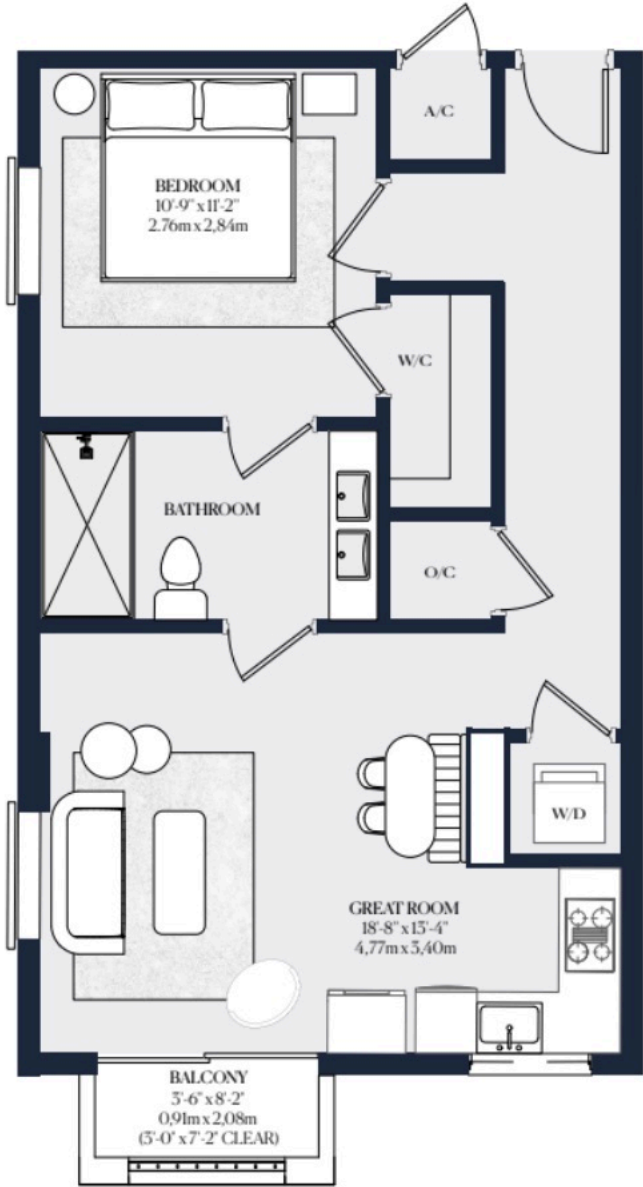 A/C
BEDROOM
10'-9" x 11'-2"
2.76m x 2,84m
W/C
BATHROOM
O/C
W/D
GREAT ROOM
18'-8" x 13'-4"
4,77m x 3,40m
BALCONY
3'-6" x 8'-2"
0,91m x 2,08m
(3'-0" x 7'-2" CLEAR)